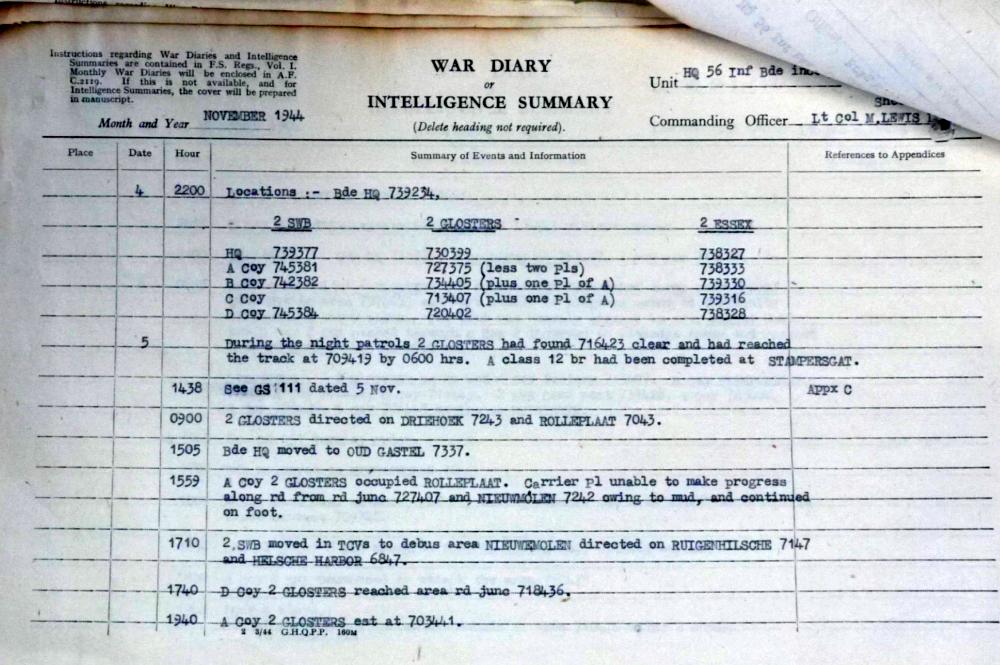 Instructions regarding War Diaries and Intelligence
Summaries are contained in F.S. Regs., Vol. I.
Monthly War Diaries will be enclosed in A.F.
C.2119. If this is not available, and for
Intelligence Summaries, the cover will be prepared
in manuscript.
Month and Year NOVEMBER 1944
WAR DIARY
or
INTELLIGENCE SUMMARY
(Delete heading not required).
Unit HQ 56 Inf Bde
Commanding Officer Lt Col M.LEWIS
Place Date Hour Summary of Events and Information References to Appendices
4 2200 Locations :- Bde HQ 739234,
2 SWB 2 GLOSTERS 2 ESSEX
HQ 739377 730399 738327
A Coy 745381 727375 (less two pls) 738333
B Coy 742382 734405 (plus one pl of A) 739330
C Coy 713407 (plus one pl of A) 739316
D Coy 745384 720402 738328
5 During the night patrols 2 GLOSTERS had found 716423 clear and had reached
the track at 709419 by 0600 hrs. A class 12 br had been completed at STAMPERSGAT.
1438 See GS 111 dated 5 Nov. Appx C
0900 2 GLOSTERS directed on DRIEHOEK 7243 and ROLLEPLAAT 7043.
1505 Bde HQ moved to OUD GASTEL 7337.
1559 A Coy 2 GLOSTERS occupied ROLLEPLAAT. Carrier Pl unable to make progress
along rd from rd junc 727407 and NIEUWMOLEN 7242 owing to mud, and continued
on foot.
1710 2 SWB moved in TCVs to debus area NIEUWEMOLEN directed on RUIGENHILSCHE 7147
and HELSCHE HARBOR 6847.
1740 D Coy 2 GLOSTERS reached area rd junc 718436.
1940 A Coy 2 GLOSTERS est at 703441.
2 3/44 G.H.Q.P.P. 160M